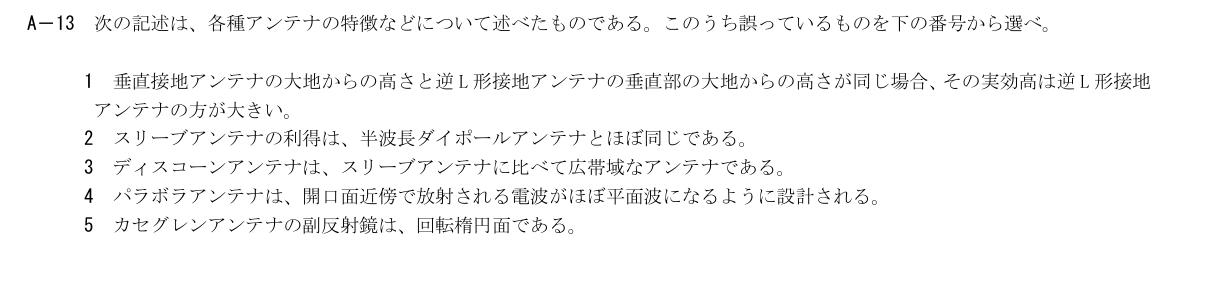 A－13 次の記述は、各種アンテナの特徴などについて述べたものである。このうち誤っているものを下の番号から選べ。
1 垂直接地アンテナの大地からの高さと逆Ｌ形接地アンテナの垂直部の大地からの高さが同じ場合、その実効高は逆Ｌ形接地
アンテナの方が大きい。
2 スリーブアンテナの利得は、半波長ダイポールアンテナとほぼ同じである。
3 ディスコーンアンテナは、スリーブアンテナに比べて広帯域なアンテナである。
4 パラボラアンテナは、開口面近傍で放射される電波がほぼ平面波になるように設計される。
5 カセグレンアンテナの副反射鏡は、回転楕円面である。